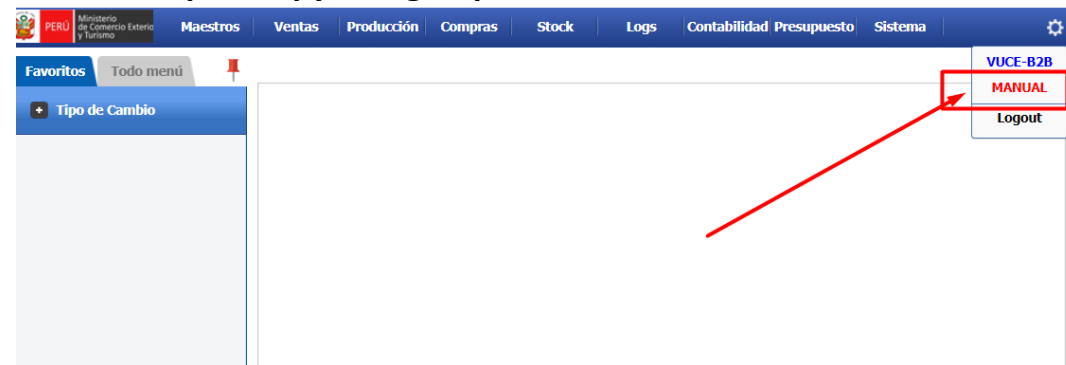 PERÚ
Ministerio
de Comercio Exterio
y Turismo
Maestros Ventas Producción Compras Stock Logs Contabilidad Presupuesto Sistema
VUCE-B2B
MANUAL
Logout
Favoritos Todo menú
Tipo de Cambio